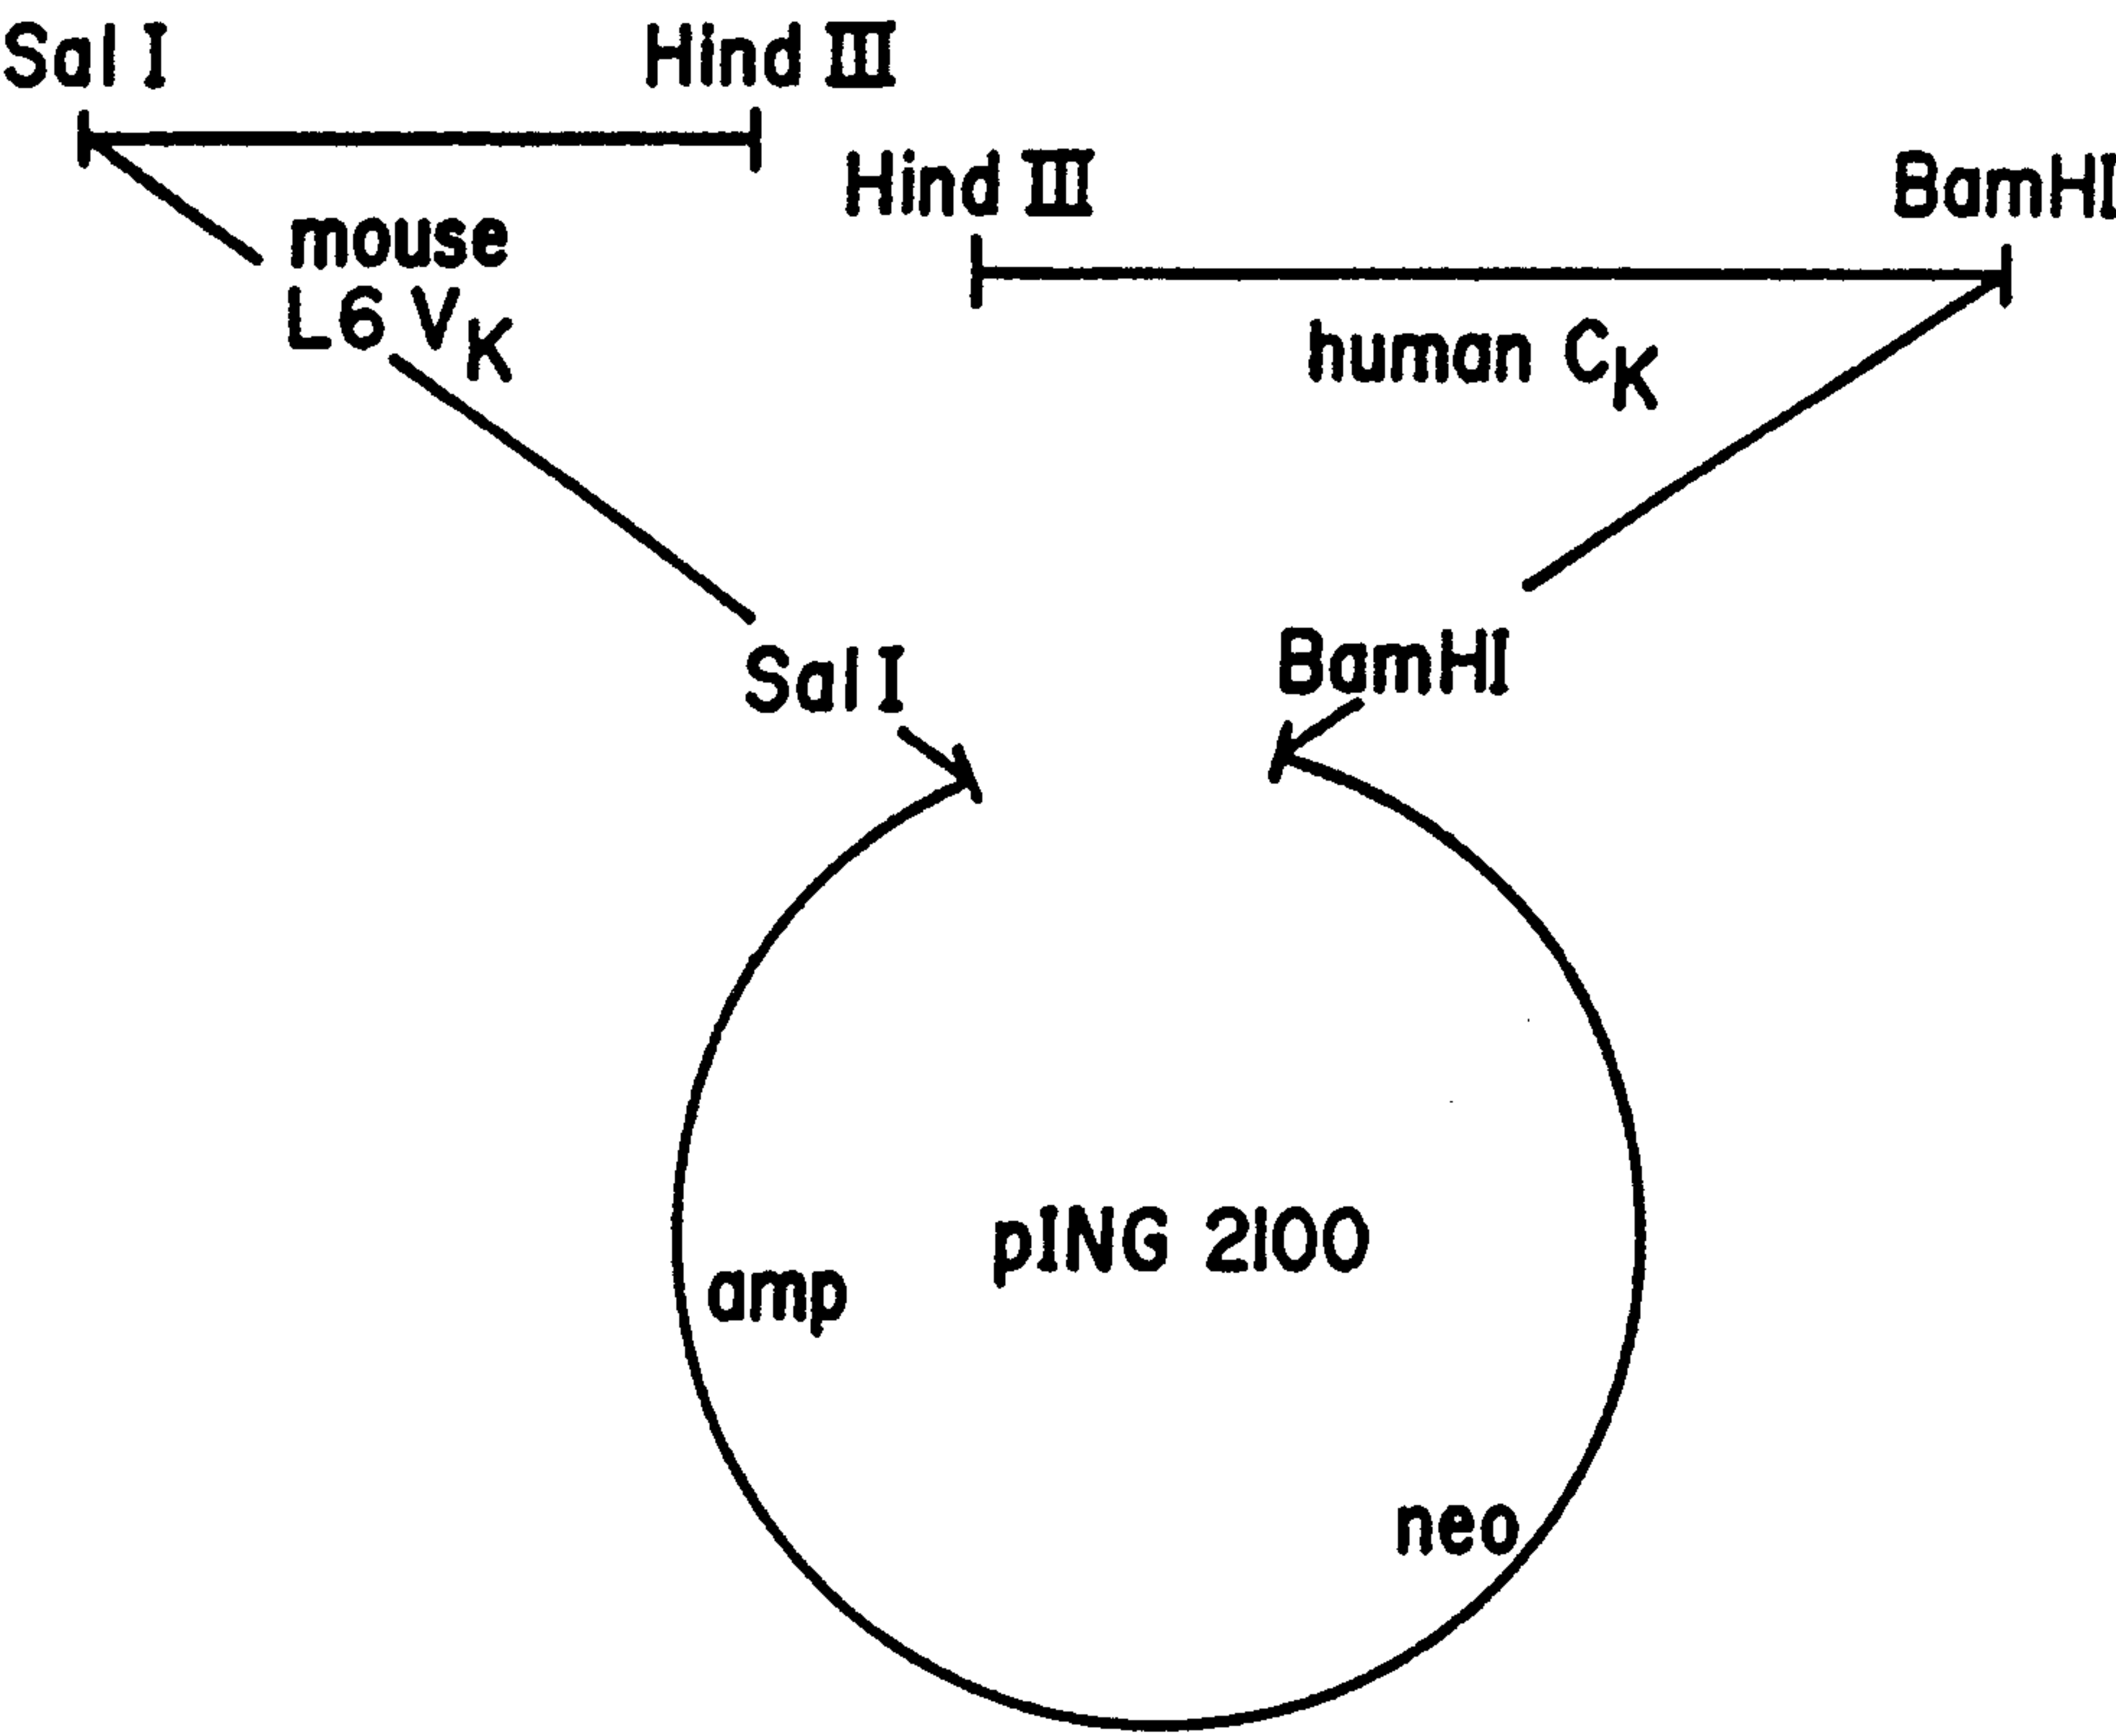 Sal I
Hind III
Hind III
BamHI
mouse
L6 VK
human CK
Sal I
BamHI
pING 2100
amp
neo